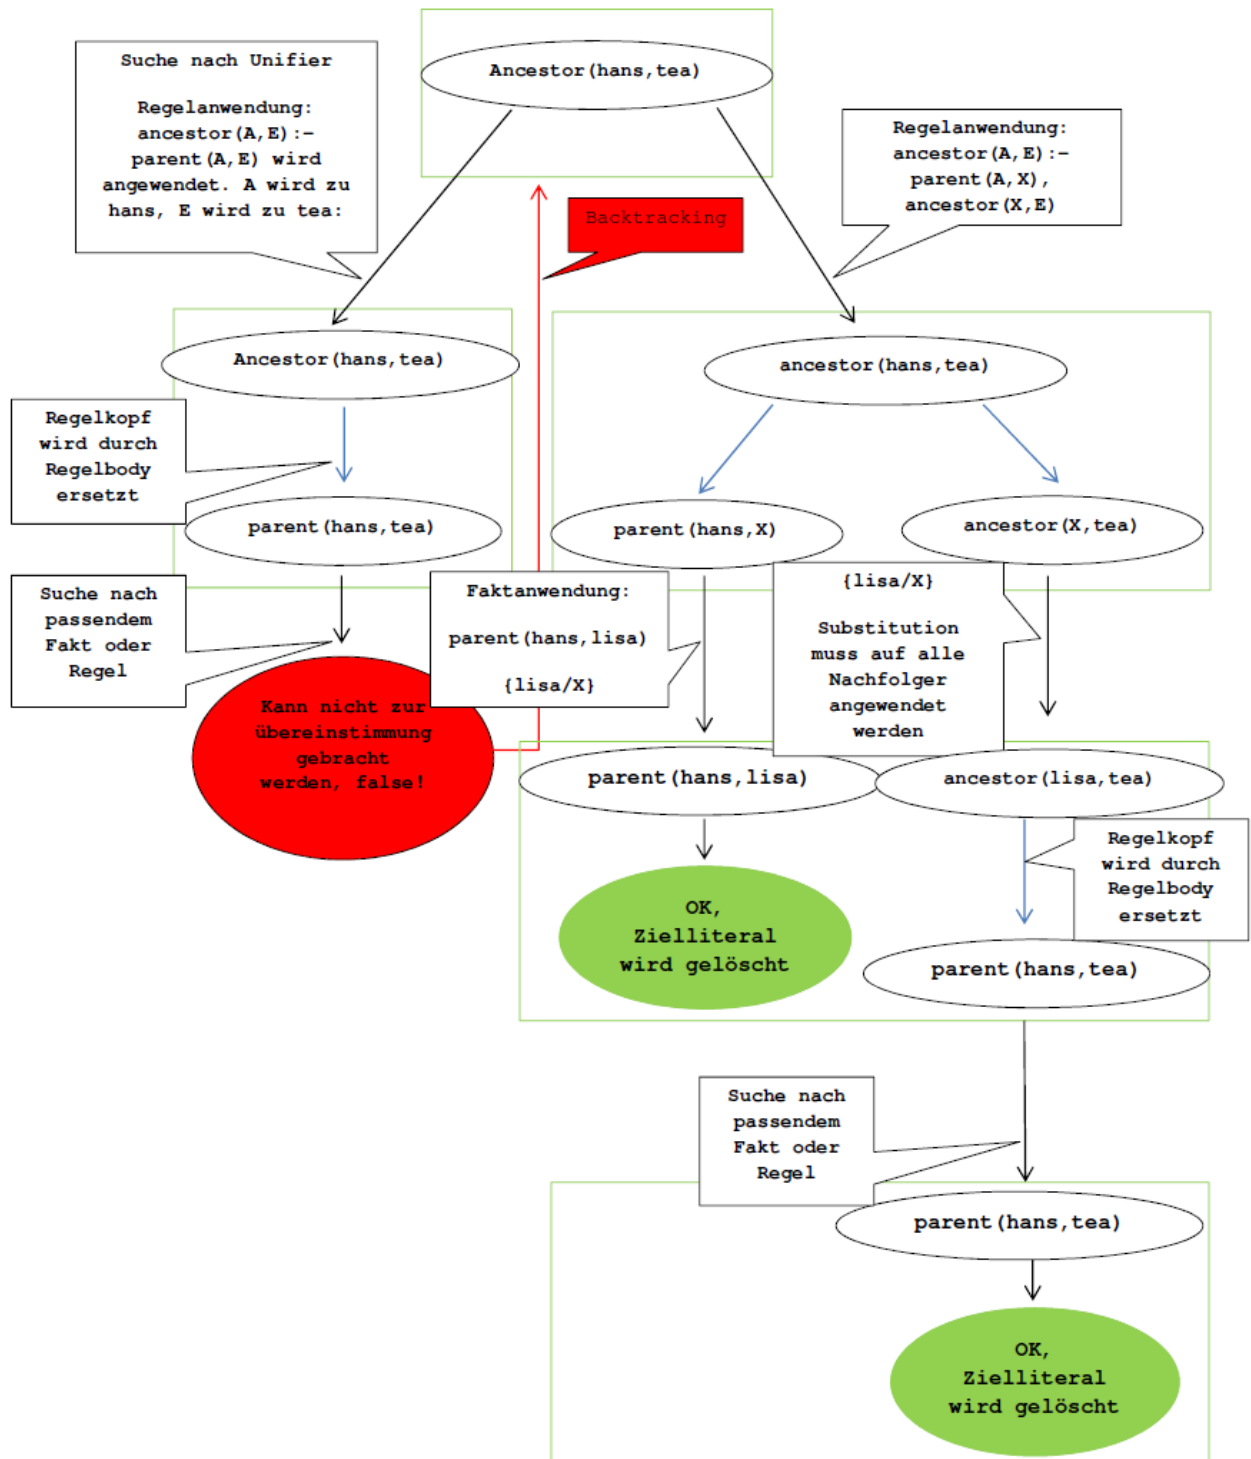 Ancestor(hans,tea)
Suche nach Unifier
Regelanwendung:
ancestor(A,E):-
parent(A,E) wird
angewendet. A wird zu
hans, E wird zu tea:
Regelanwendung:
ancestor(A,E):-
parent(A,X),
ancestor(X,E)
Backtracking
Ancestor(hans,tea)
ancestor(hans,tea)
Regelkopf
wird durch
Regelbody
ersetzt
parent(hans,tea)
parent(hans,X)
ancestor(X,tea)
Suche nach
passendem
Fakt oder
Regel
Faktanwendung:
parent(hans,lisa)
{lisa/X}
{lisa/X}
Substitution
muss auf alle
Nachfolger
angewendet
werden
Kann nicht zur
übereinstimmung
gebracht
werden, false!
parent(hans,lisa)
ancestor(lisa,tea)
Regelkopf
wird durch
Regelbody
ersetzt
OK,
Zielliteral
wird gelöscht
parent(hans,tea)
Suche nach
passendem
Fakt oder
Regel
parent(hans,tea)
OK,
Zielliteral
wird gelöscht